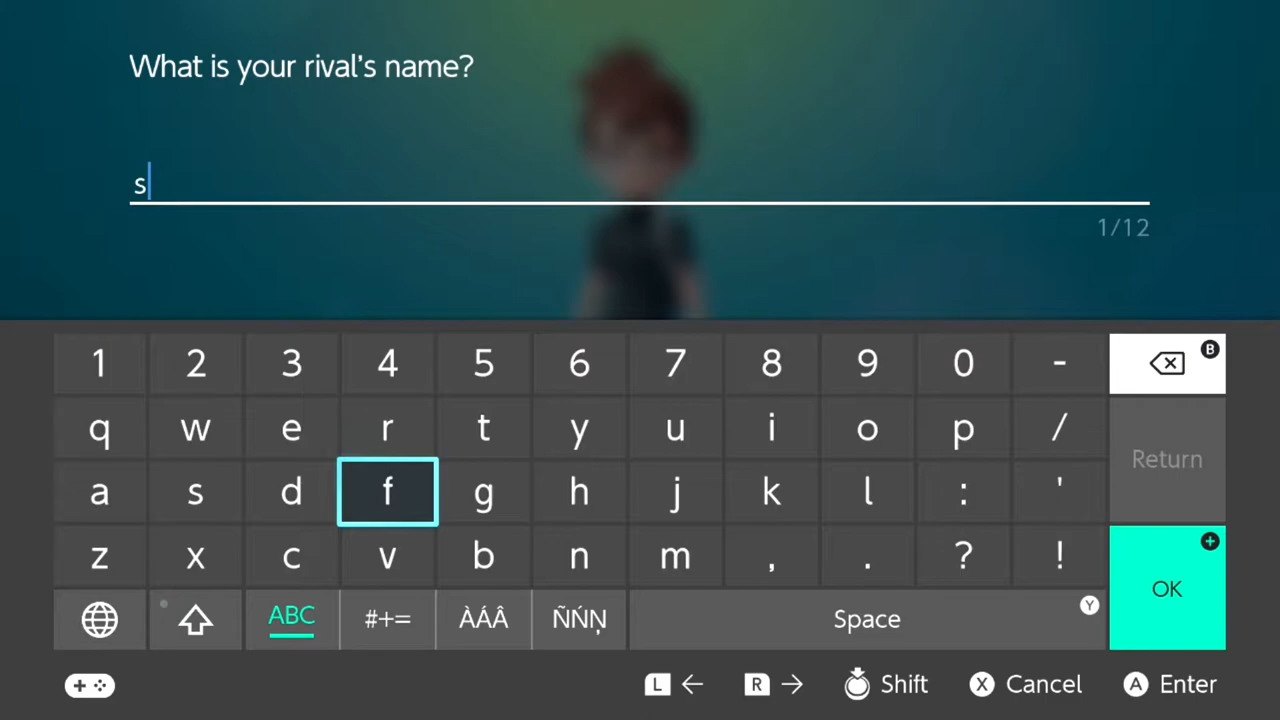 What is your rival's name?
s
1/12
1 2 3 4 5 6 7 8 9 0 -
B
q w e r t y u i o p /
Return
a s d f g h j k l : '
z x c v b n m , . ? !
+
OK
ABC #+= ÀÁÂ ÑŃŅ Space Y
L ← R → Shift X Cancel A Enter